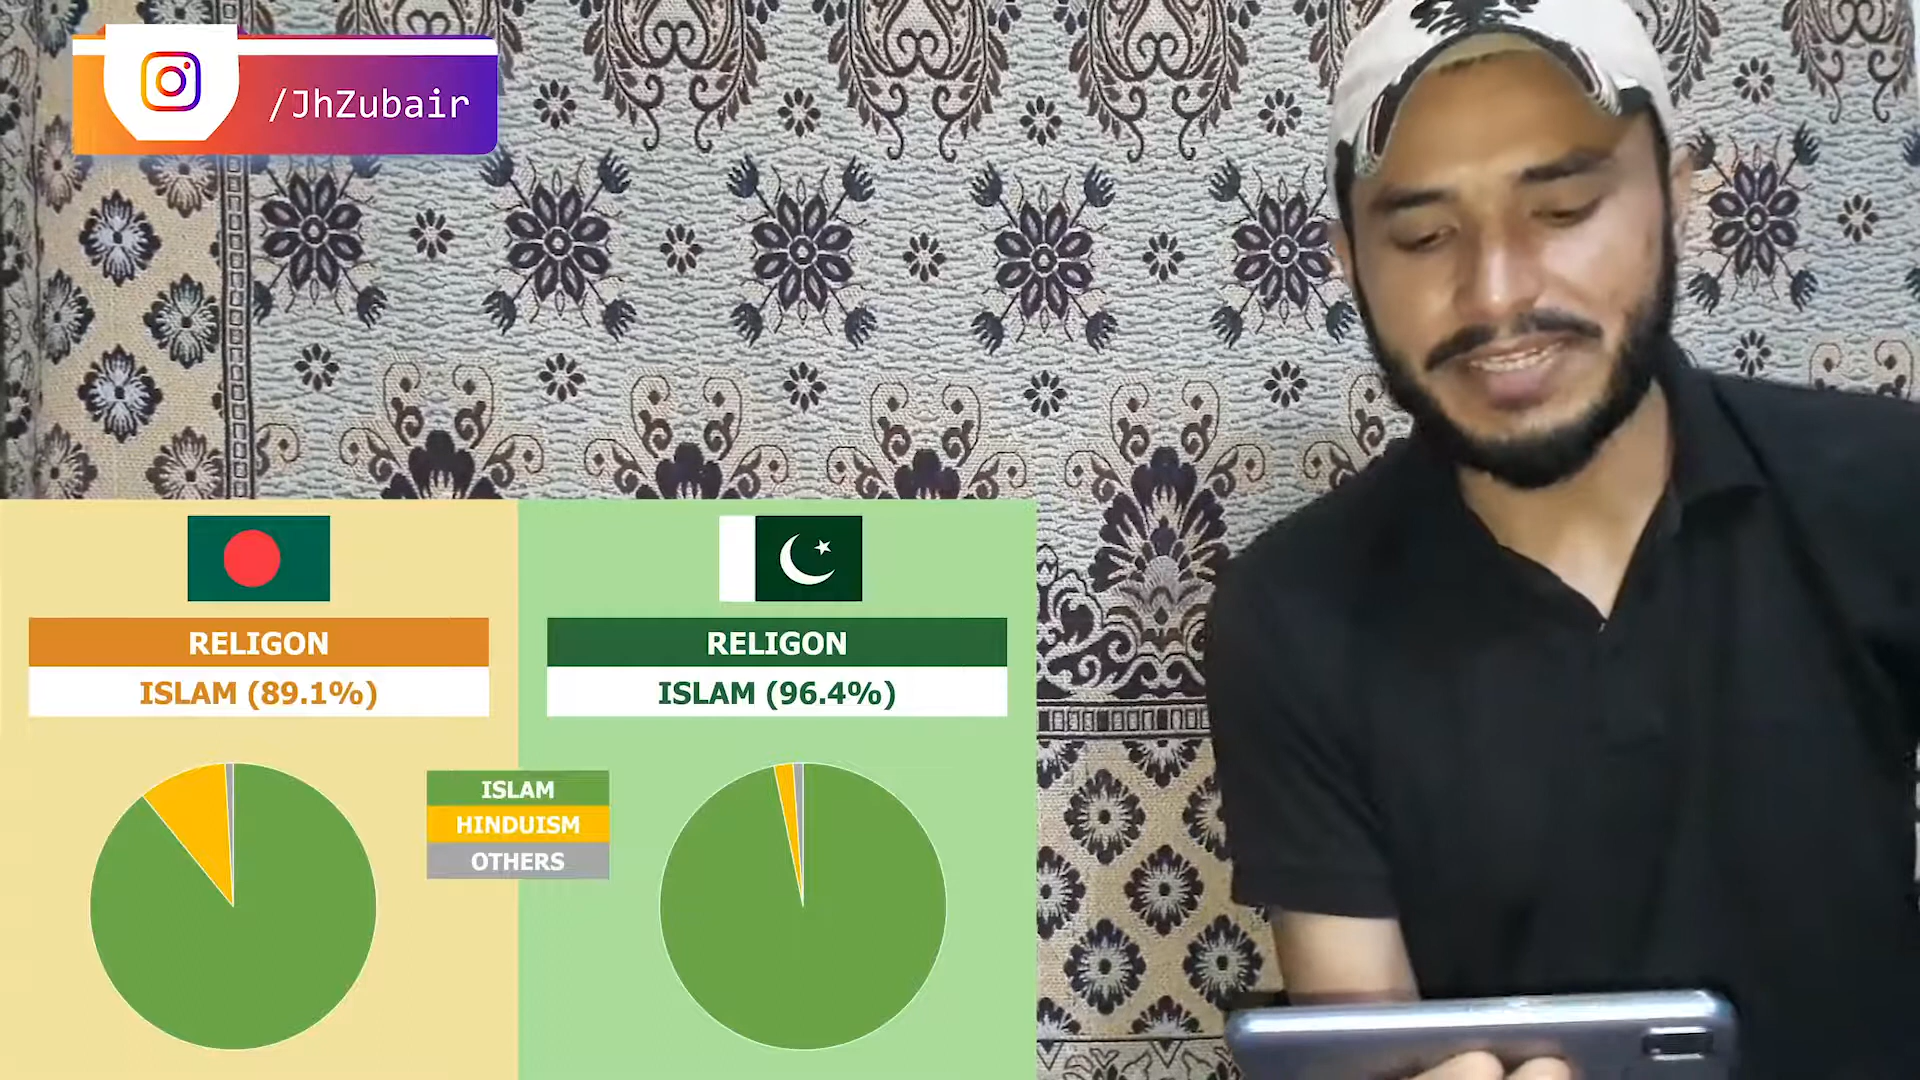 /JhZubair
RELIGON
ISLAM (89.1%)
RELIGON
ISLAM (96.4%)
ISLAM
HINDUISM
OTHERS